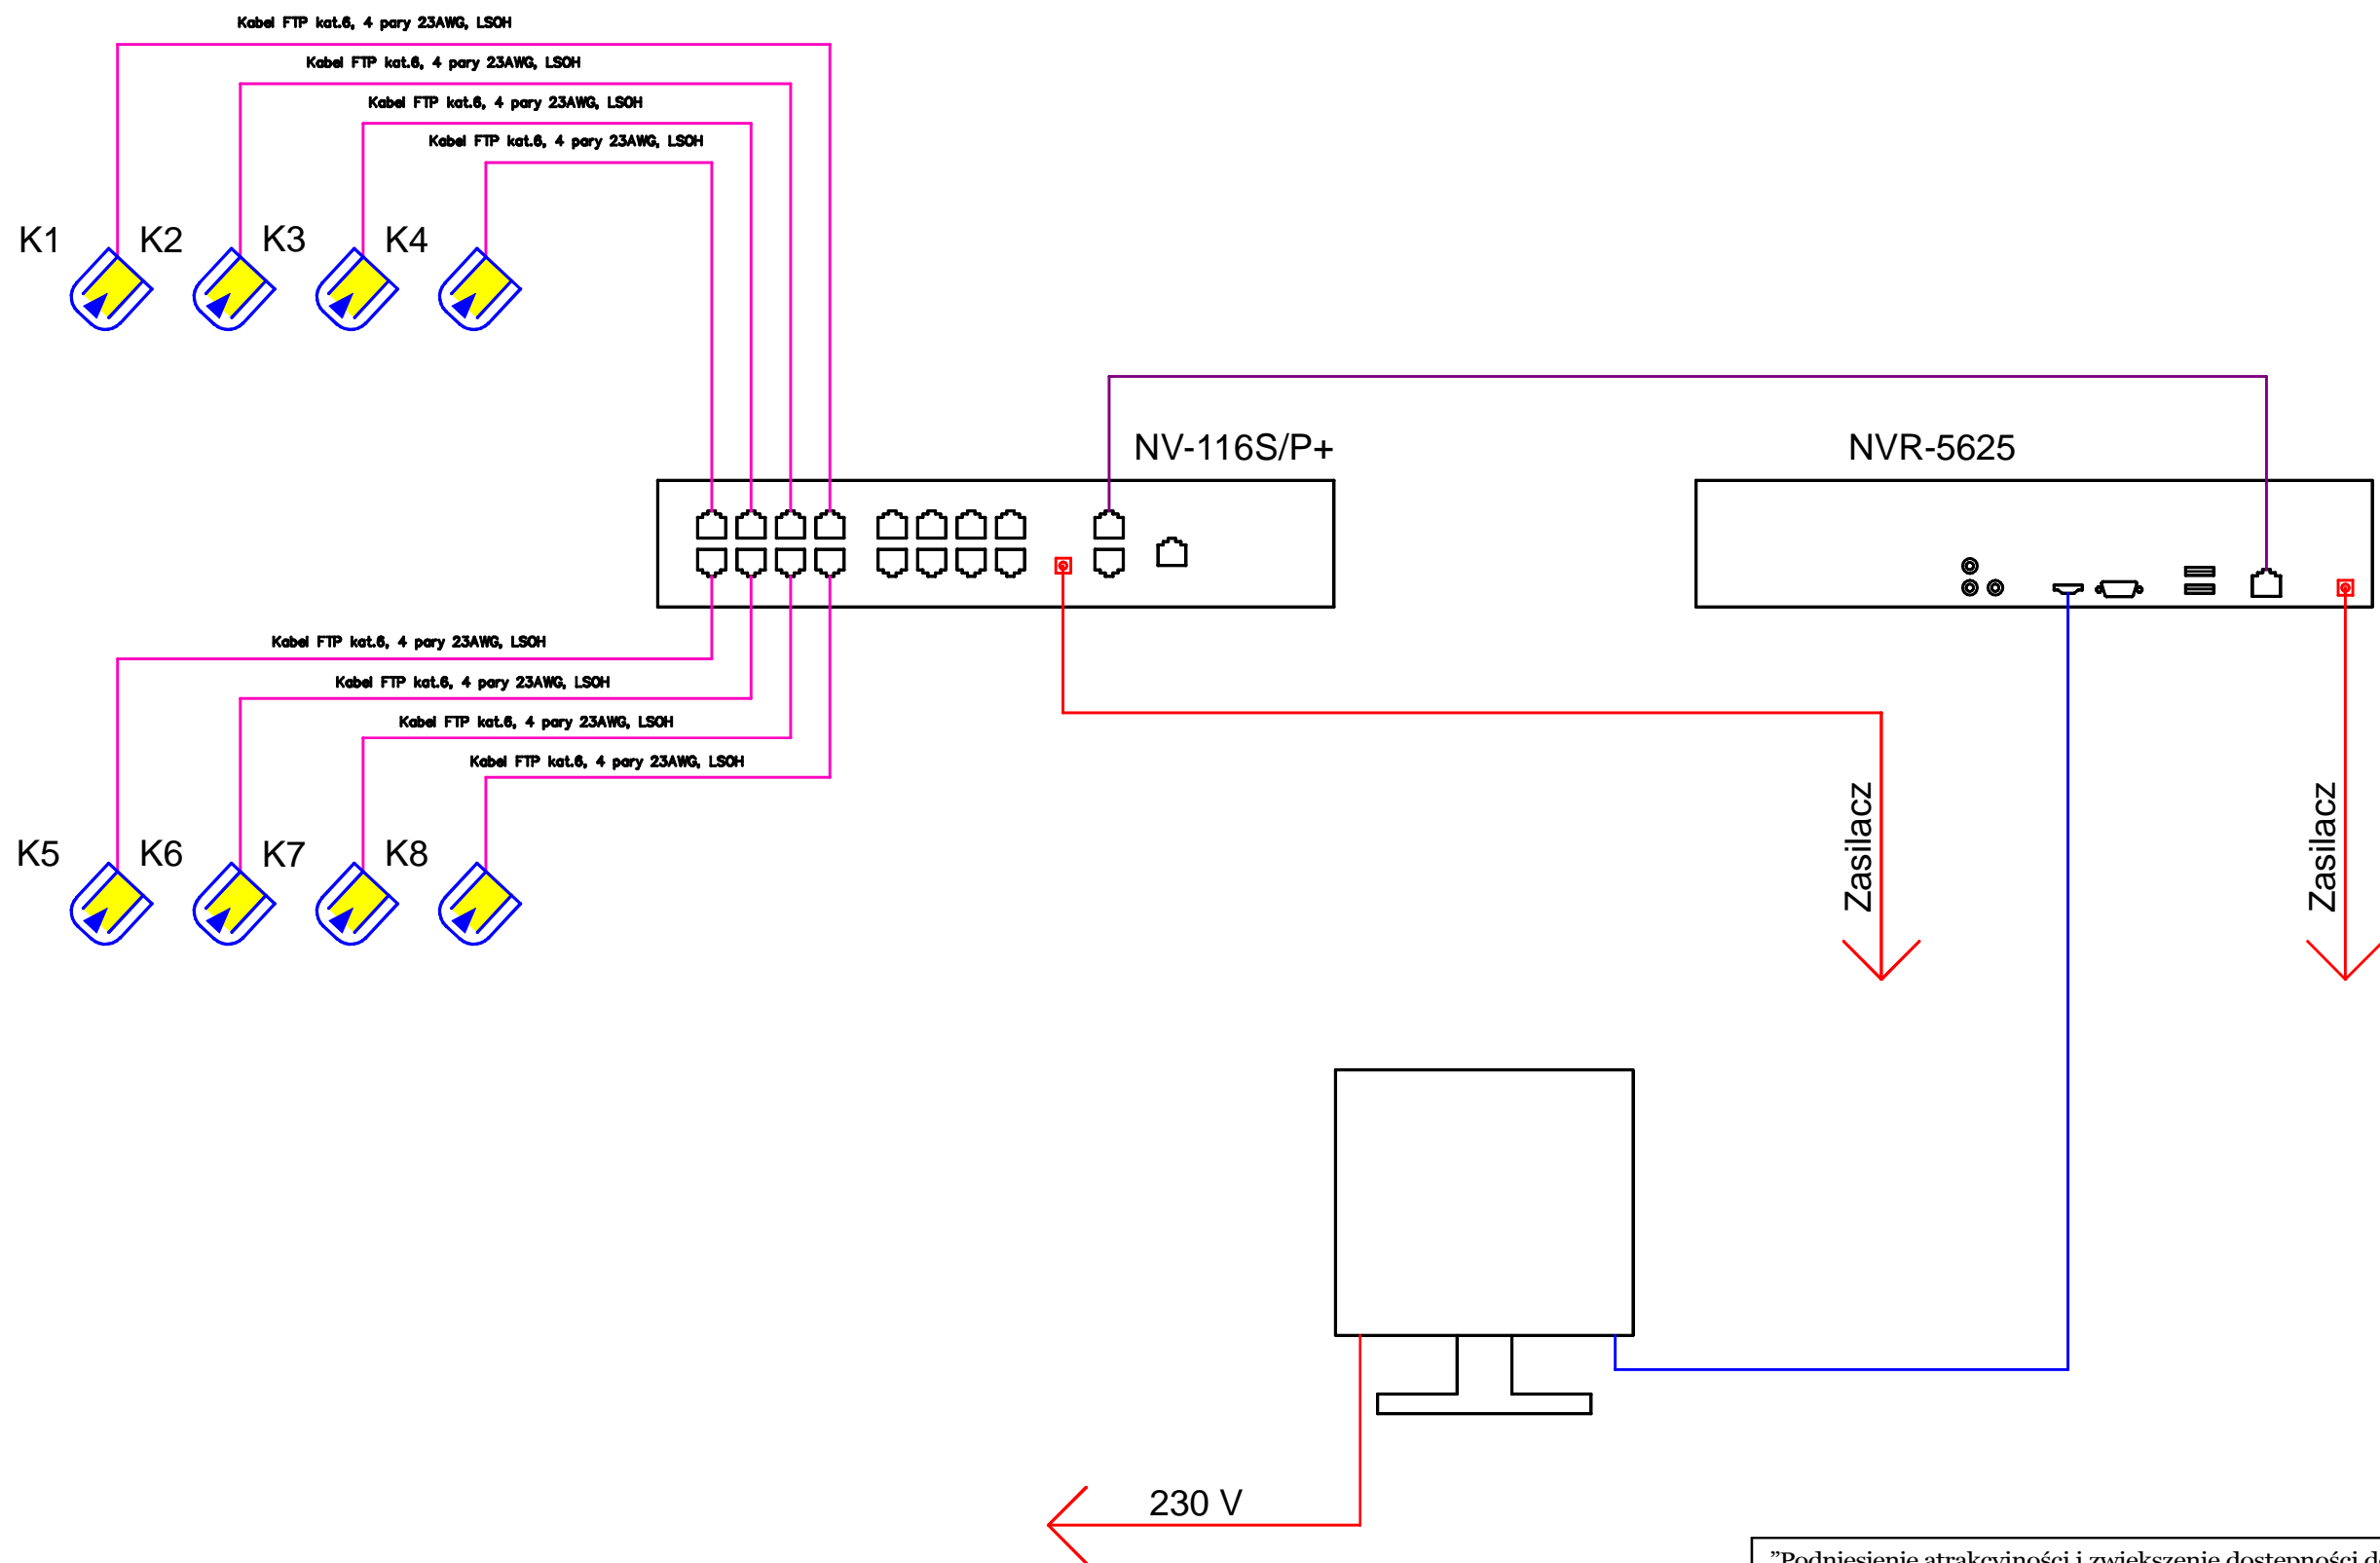 Kabel FTP kat.6, 4 pary 23AWG, LSOH
Kabel FTP kat.6, 4 pary 23AWG, LSOH
Kabel FTP kat.6, 4 pary 23AWG, LSOH
Kabel FTP kat.6, 4 pary 23AWG, LSOH
K1 K2 K3 K4
NV-116S/P+ NVR-5625
Kabel FTP kat.6, 4 pary 23AWG, LSOH
Kabel FTP kat.6, 4 pary 23AWG, LSOH
Kabel FTP kat.6, 4 pary 23AWG, LSOH
Kabel FTP kat.6, 4 pary 23AWG, LSOH
K5 K6 K7 K8
Zasilacz
Zasilacz
230 V
”Podniesienie atrakcyjności i zwiększenie dostępności